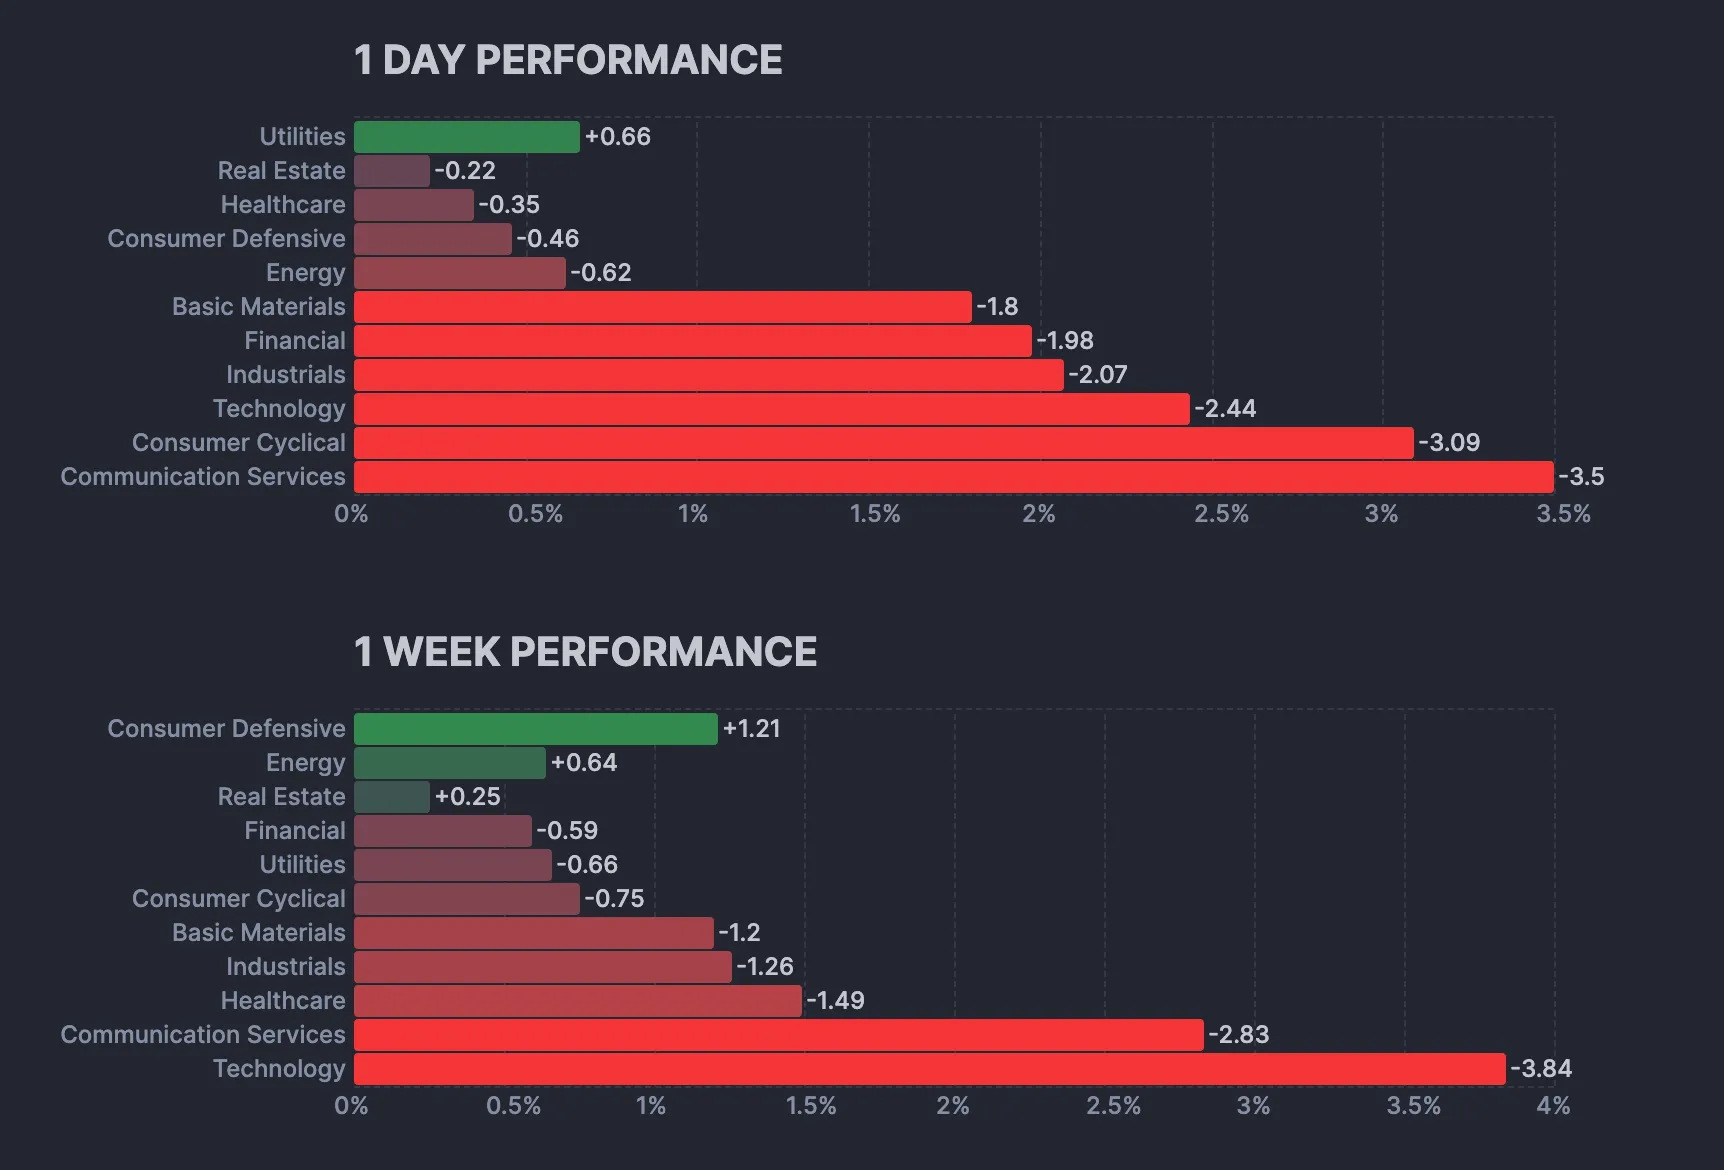 1 DAY PERFORMANCE
Utilities +0.66
Real Estate -0.22
Healthcare -0.35
Consumer Defensive -0.46
Energy -0.62
Basic Materials -1.8
Financial -1.98
Industrials -2.07
Technology -2.44
Consumer Cyclical -3.09
Communication Services -3.5
0% 0.5% 1% 1.5% 2% 2.5% 3% 3.5%
1 WEEK PERFORMANCE
Consumer Defensive +1.21
Energy +0.64
Real Estate +0.25
Financial -0.59
Utilities -0.66
Consumer Cyclical -0.75
Basic Materials -1.2
Industrials -1.26
Healthcare -1.49
Communication Services -2.83
Technology -3.84
0% 0.5% 1% 1.5% 2% 2.5% 3% 3.5% 4%